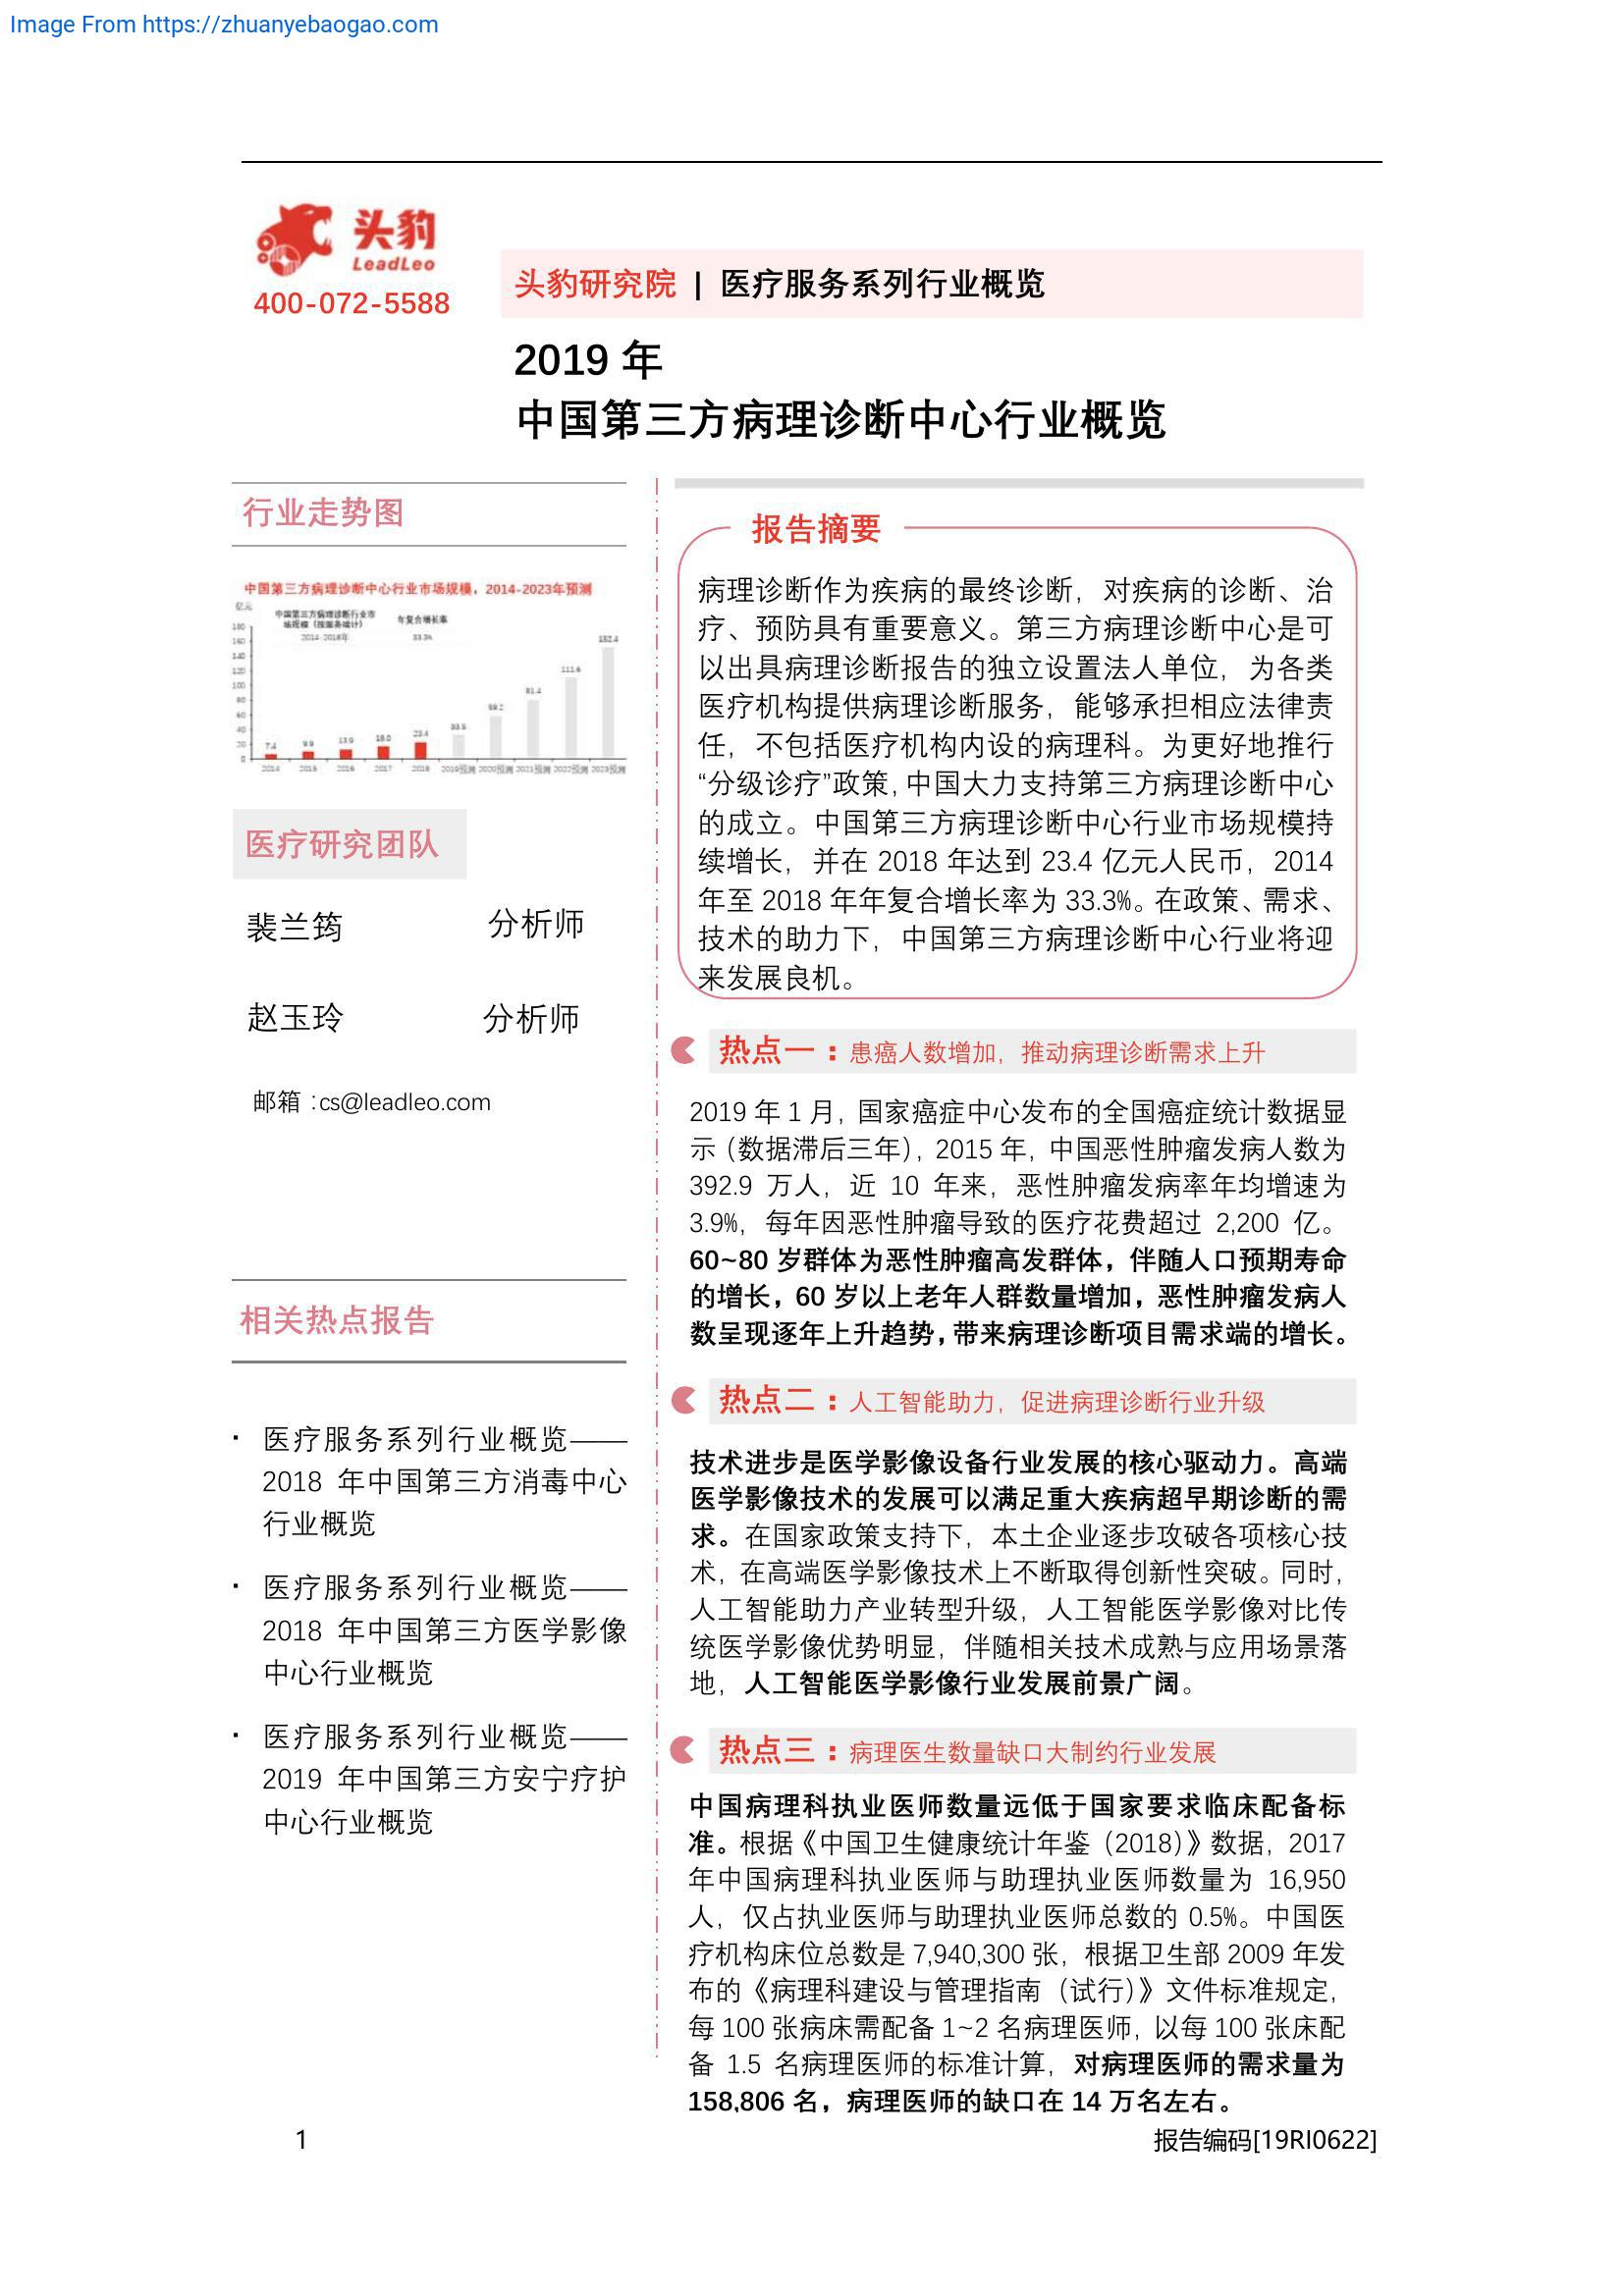 Image From https://zhuanyebaogao.com
头豹
LeadLeo
400-072-5588
头豹研究院 | 医疗服务系列行业概览
2019 年
中国第三方病理诊断中心行业概览
行业走势图
中国第三方病理诊断中心行业市场规模，2014-2023年预测
亿元
中国第三方病理诊断行业市
场规模（按服务端计）
年复合增长率
2014-2018年
33.3%
180
160
140
120
100
80
60
40
20
0
7.4
9.9
13.9
18.0
23.4
33.5
59.2
81.4
111.6
152.4
2014
2015
2016
2017
2018
2019预测
2020预测
2021预测
2022预测
2023预测
医疗研究团队
裴兰筠 分析师
赵玉玲 分析师
邮箱：cs@leadleo.com
相关热点报告
· 医疗服务系列行业概览——
2018 年中国第三方消毒中心
行业概览
· 医疗服务系列行业概览——
2018 年中国第三方医学影像
中心行业概览
· 医疗服务系列行业概览——
2019 年中国第三方安宁疗护
中心行业概览
报告摘要
病理诊断作为疾病的最终诊断，对疾病的诊断、治
疗、预防具有重要意义。第三方病理诊断中心是可
以出具病理诊断报告的独立设置法人单位，为各类
医疗机构提供病理诊断服务，能够承担相应法律责
任，不包括医疗机构内设的病理科。为更好地推行
“分级诊疗”政策，中国大力支持第三方病理诊断中心
的成立。中国第三方病理诊断中心行业市场规模持
续增长，并在 2018 年达到 23.4 亿元人民币，2014
年至 2018 年年复合增长率为 33.3%。在政策、需求、
技术的助力下，中国第三方病理诊断中心行业将迎
来发展良机。
热点一：患癌人数增加，推动病理诊断需求上升
2019 年 1 月，国家癌症中心发布的全国癌症统计数据显
示（数据滞后三年），2015 年，中国恶性肿瘤发病人数为
392.9 万人，近 10 年来，恶性肿瘤发病率年均增速为
3.9%，每年因恶性肿瘤导致的医疗花费超过 2,200 亿。
60~80 岁群体为恶性肿瘤高发群体，伴随人口预期寿命
的增长，60 岁以上老年人群数量增加，恶性肿瘤发病人
数呈现逐年上升趋势，带来病理诊断项目需求端的增长。
热点二：人工智能助力，促进病理诊断行业升级
技术进步是医学影像设备行业发展的核心驱动力。高端
医学影像技术的发展可以满足重大疾病超早期诊断的需
求。在国家政策支持下，本土企业逐步攻破各项核心技
术，在高端医学影像技术上不断取得创新性突破。同时，
人工智能助力产业转型升级，人工智能医学影像对比传
统医学影像优势明显，伴随相关技术成熟与应用场景落
地，人工智能医学影像行业发展前景广阔。
热点三：病理医生数量缺口大制约行业发展
中国病理科执业医师数量远低于国家要求临床配备标
准。根据《中国卫生健康统计年鉴（2018）》数据，2017
年中国病理科执业医师与助理执业医师数量为 16,950
人，仅占执业医师与助理执业医师总数的 0.5%。中国医
疗机构床位总数是 7,940,300 张，根据卫生部 2009 年发
布的《病理科建设与管理指南（试行）》文件标准规定，
每 100 张病床需配备 1~2 名病理医师，以每 100 张床配
备 1.5 名病理医师的标准计算，对病理医师的需求量为
158,806 名，病理医师的缺口在 14 万名左右。
1
报告编码[19RI0622]